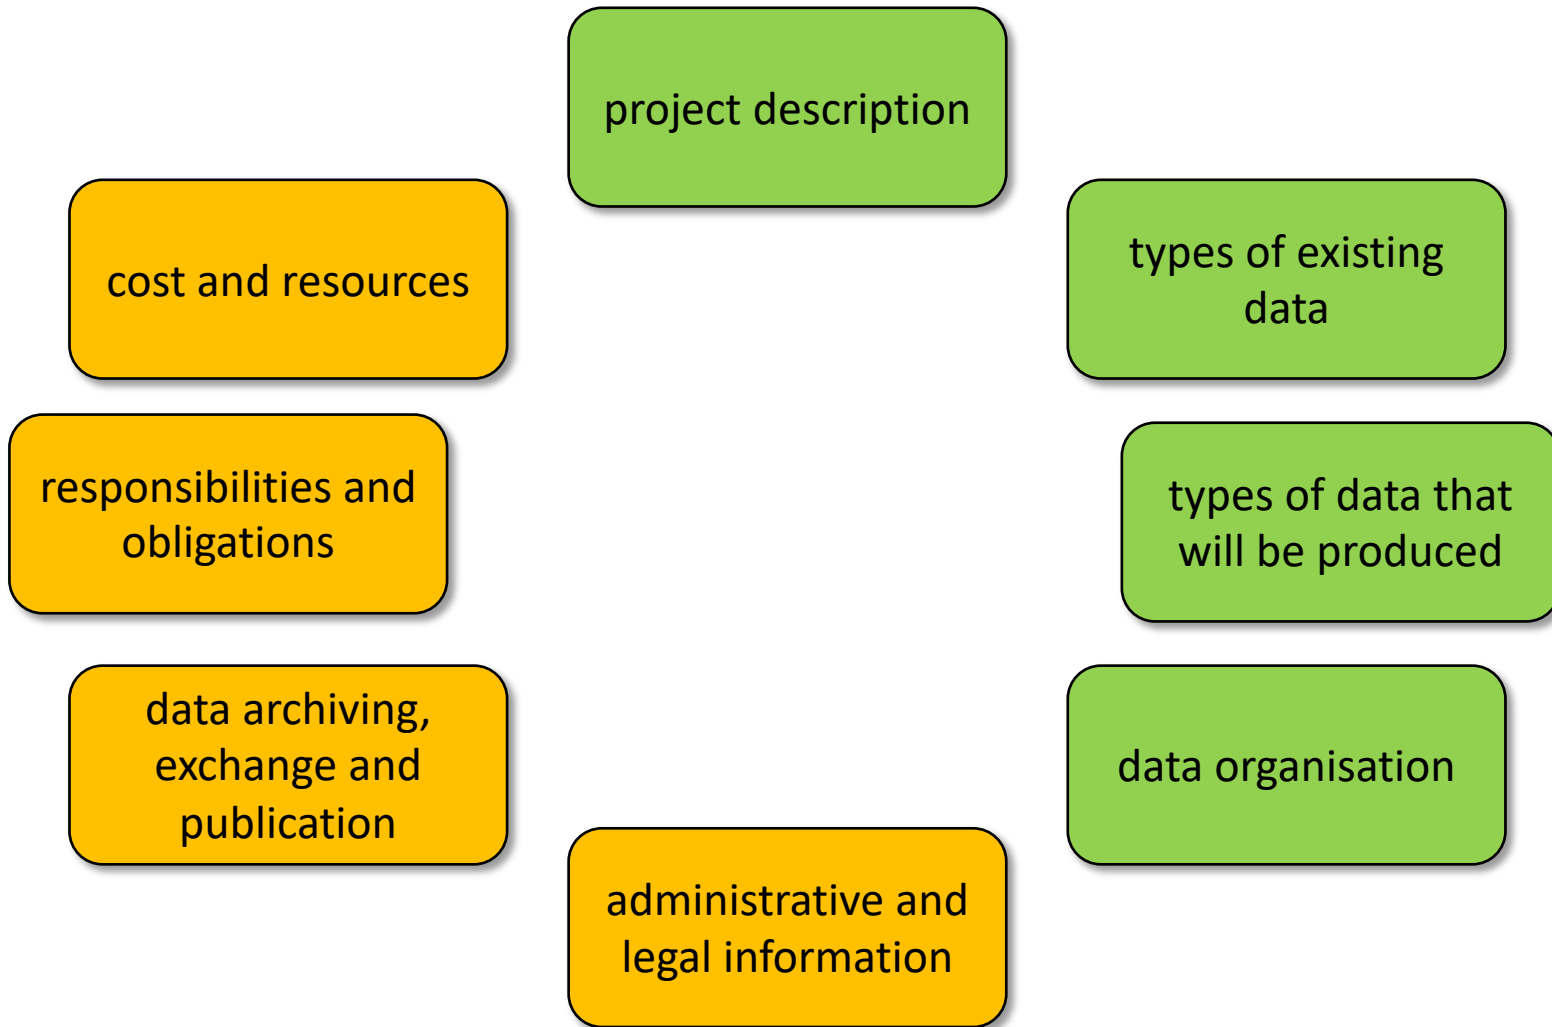 project description
types of existing
data
types of data that
will be produced
data organisation
administrative and
legal information
data archiving,
exchange and
publication
responsibilities and
obligations
cost and resources